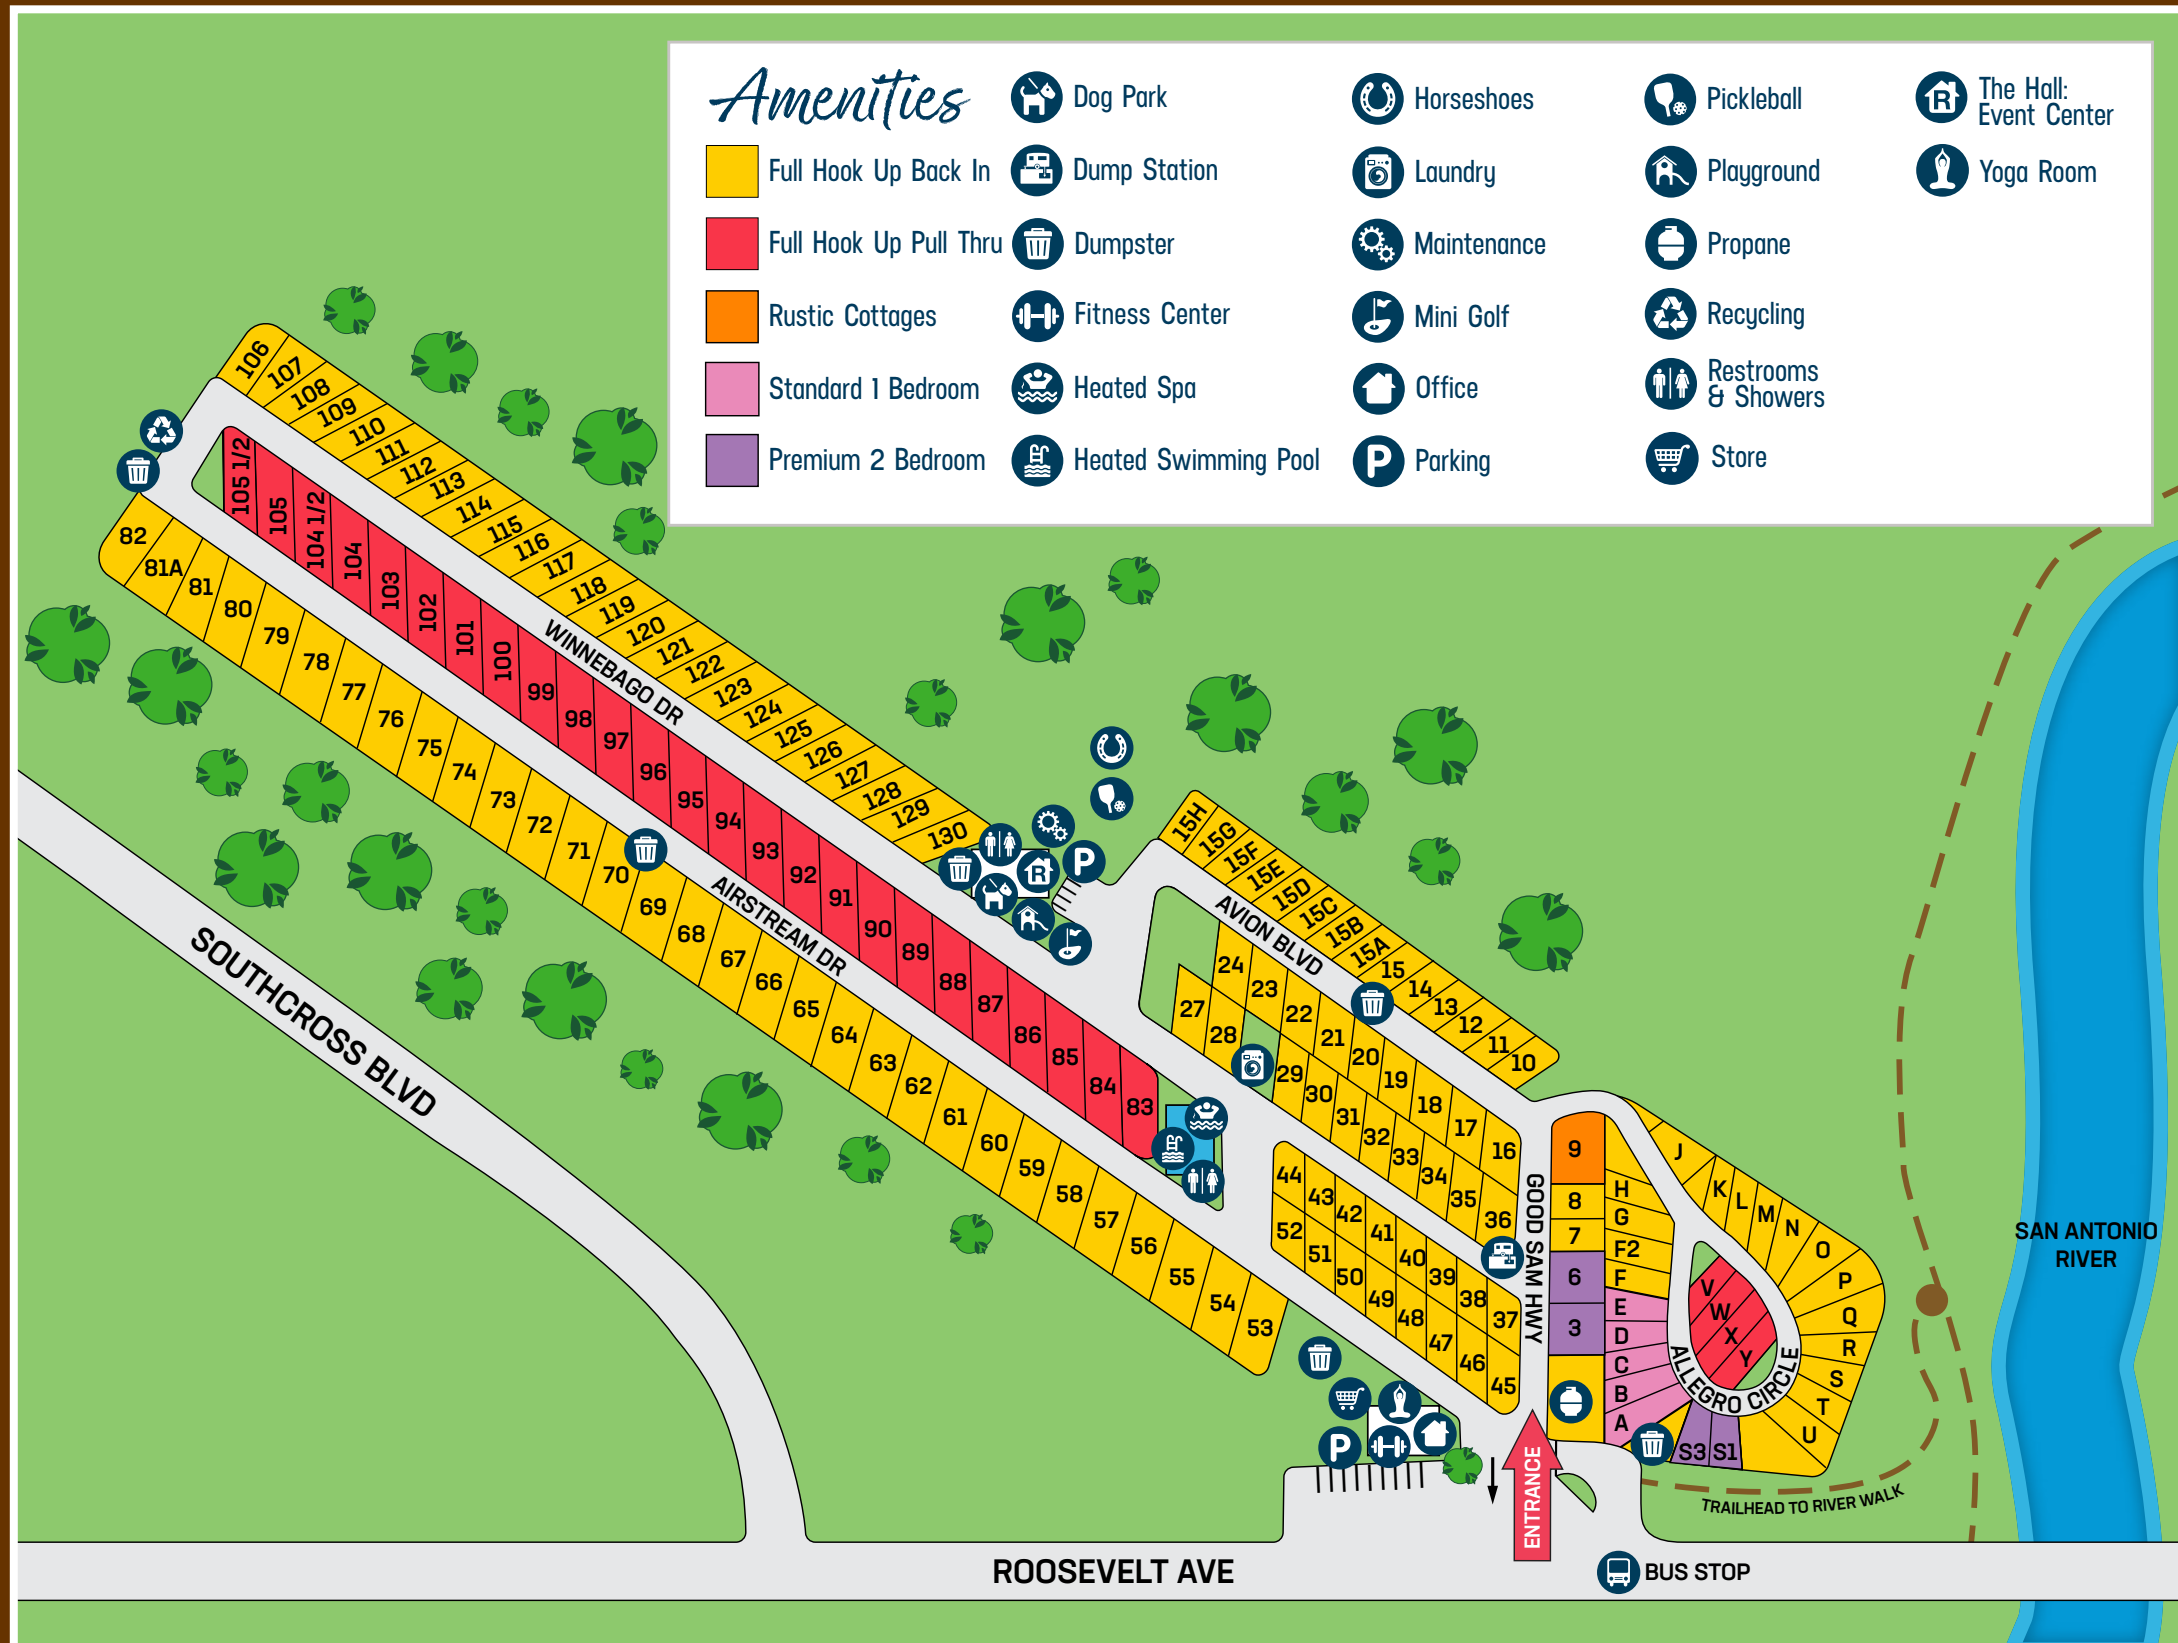 Amenities
Full Hook Up Back In
Full Hook Up Pull Thru
Rustic Cottages
Standard 1 Bedroom
Premium 2 Bedroom
Dog Park
Dump Station
Dumpster
Fitness Center
Heated Spa
Heated Swimming Pool
Horseshoes
Laundry
Maintenance
Mini Golf
Office
P
Parking
Pickleball
Playground
Propane
Recycling
Restrooms
& Showers
Store
R
The Hall:
Event Center
Yoga Room
106
107
108
109
110
111
112
113
114
115
116
117
118
119
120
121
122
123
124
125
126
127
128
129
130
105 1/2
105
104 1/2
104
103
102
101
100
99
98
97
96
95
94
93
92
91
90
89
88
87
86
85
84
83
WINNEBAGO DR
82
81A
81
80
79
78
77
76
75
74
73
72
71
70
69
68
67
66
65
64
63
62
61
60
59
58
57
56
55
54
53
AIRSTREAM DR
SOUTHCROSS BLVD
R
P
15H
15G
15F
15E
15D
15C
15B
15A
15
14
13
12
11
10
AVION BLVD
24
23
22
21
20
19
18
17
16
27
28
29
30
31
32
33
34
35
36
44
43
42
41
40
39
38
37
52
51
50
49
48
47
46
45
GOOD SAM HWY
9
8
7
6
3
H
G
F2
F
E
D
C
B
A
J
K
L
M
N
O
P
Q
R
S
T
U
V
W
X
Y
S3
S1
ALLEGRO CIRCLE
SAN ANTONIO
RIVER
TRAILHEAD TO RIVER WALK
P
ENTRANCE
ROOSEVELT AVE
BUS STOP